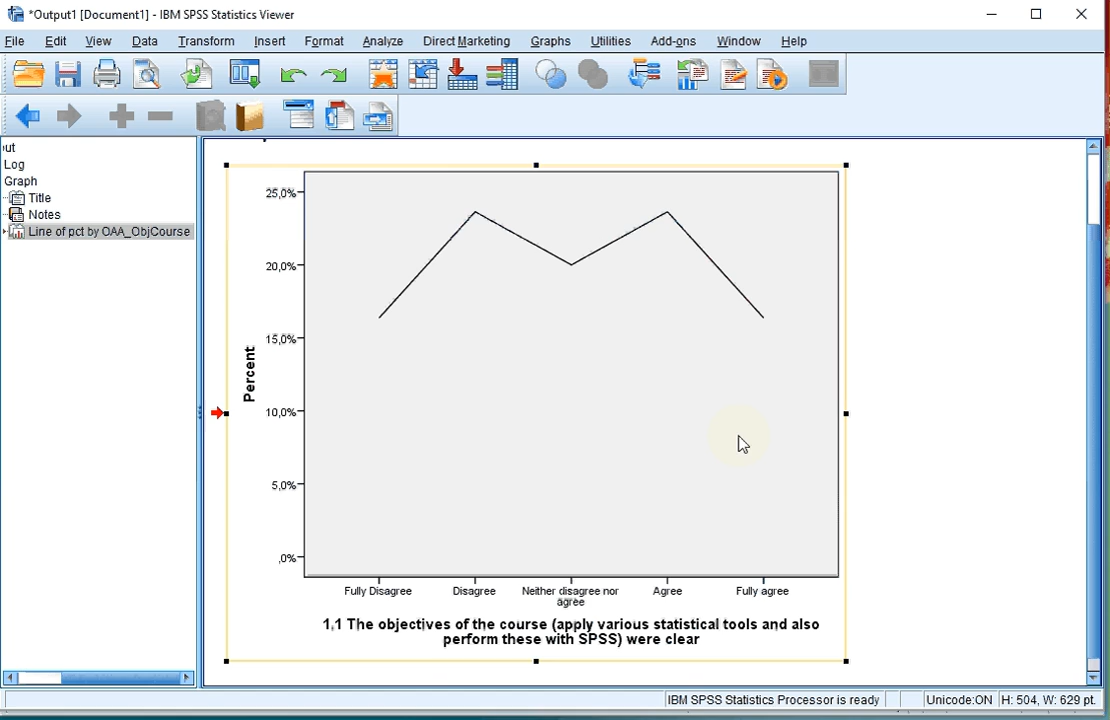 *Output1 [Document1] - IBM SPSS Statistics Viewer
File Edit View Data Transform Insert Format Analyze Direct Marketing Graphs Utilities Add-ons Window Help
ut
Log
Graph
Title
Notes
Line of pct by OAA_ObjCourse
25,0%
20,0%
15,0%
10,0%
5,0%
,0%
Percent
Fully Disagree
Disagree
Neither disagree nor
agree
Agree
Fully agree
1,1 The objectives of the course (apply various statistical tools and also
perform these with SPSS) were clear
IBM SPSS Statistics Processor is ready
Unicode:ON
H: 504, W: 629 pt.